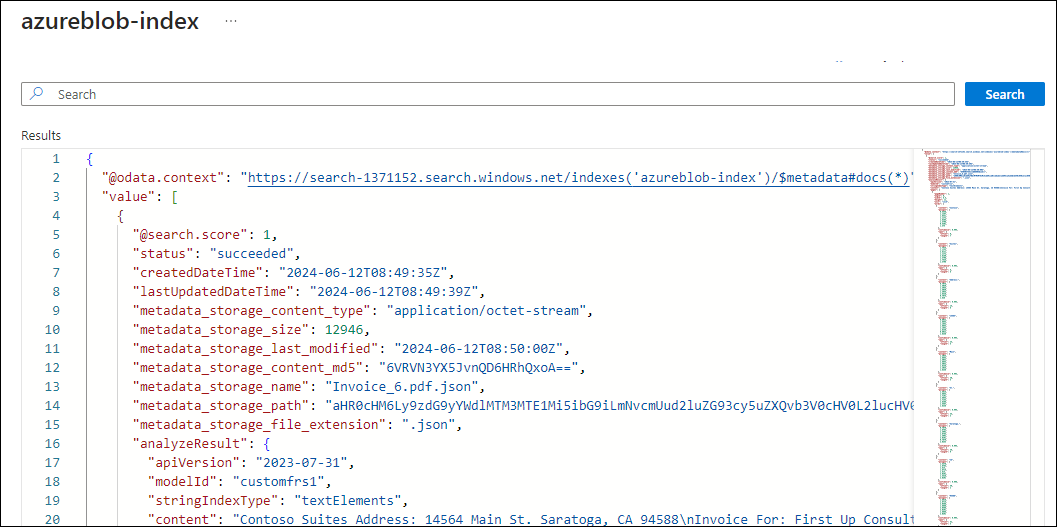 azureblob-index ...
Search
Search
Results
1 {
2 "@odata.context": "https://search-1371152.search.windows.net/indexes('azureblob-index')/$metadata#docs(*)"
3 "value": [
4 {
5 "@search.score": 1,
6 "status": "succeeded",
7 "createdDateTime": "2024-06-12T08:49:35Z",
8 "lastUpdatedDateTime": "2024-06-12T08:49:39Z",
9 "metadata_storage_content_type": "application/octet-stream",
10 "metadata_storage_size": 12946,
11 "metadata_storage_last_modified": "2024-06-12T08:50:00Z",
12 "metadata_storage_content_md5": "6VRVN3YX5JvnQD6HRhQxoA==",
13 "metadata_storage_name": "Invoice_6.pdf.json",
14 "metadata_storage_path": "aHR0cHM6Ly9zdG9yYWdlMTM3MTE1Mi5ibG9iLmNvcmUud2luZG93cy5uZXQvb3V0cHV0L2lucHV0
15 "metadata_storage_file_extension": ".json",
16 "analyzeResult": {
17 "apiVersion": "2023-07-31",
18 "modelId": "customfrs1",
19 "stringIndexType": "textElements",
20 "content": "Contoso Suites Address: 14564 Main St. Saratoga, CA 94588\nInvoice For: First Up Consult